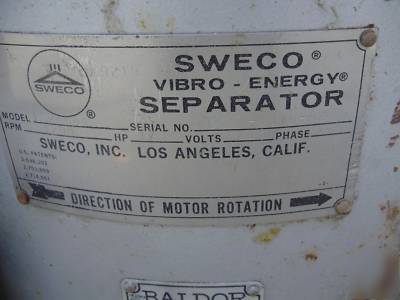 SWECO®
VIBRO - ENERGY®
SEPARATOR
SWECO
®
MODEL SERIAL NO.
RPM HP VOLTS PHASE
SWECO, INC. LOS ANGELES, CALIF.
U.S. PATENTS:
DIRECTION OF MOTOR ROTATION
BALDOR